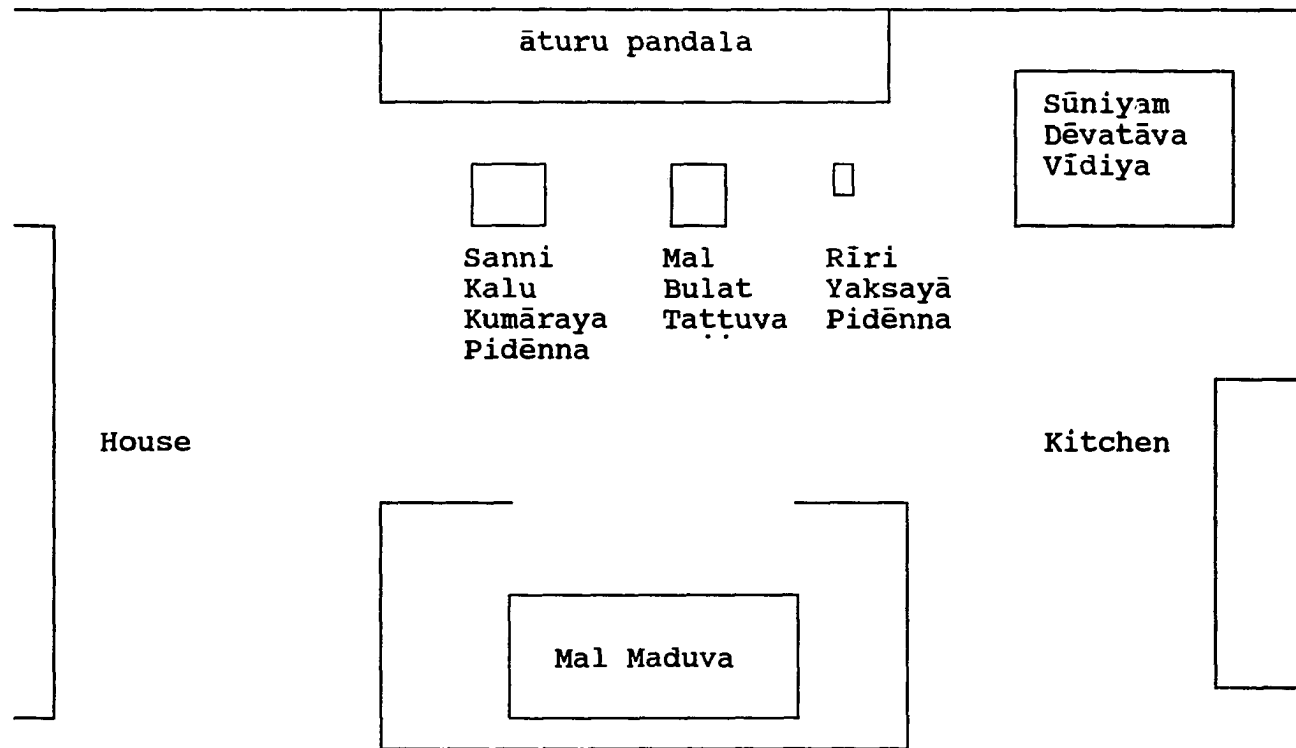 āturu pandala
Sūniyam
Dēvatāva
Vīdiya
Sanni
Kalu
Kumāraya
Pidēnna
Mal
Bulat
Taṭṭuva
Rīri
Yaksayā
Pidēnna
House
Kitchen
Mal Maduva